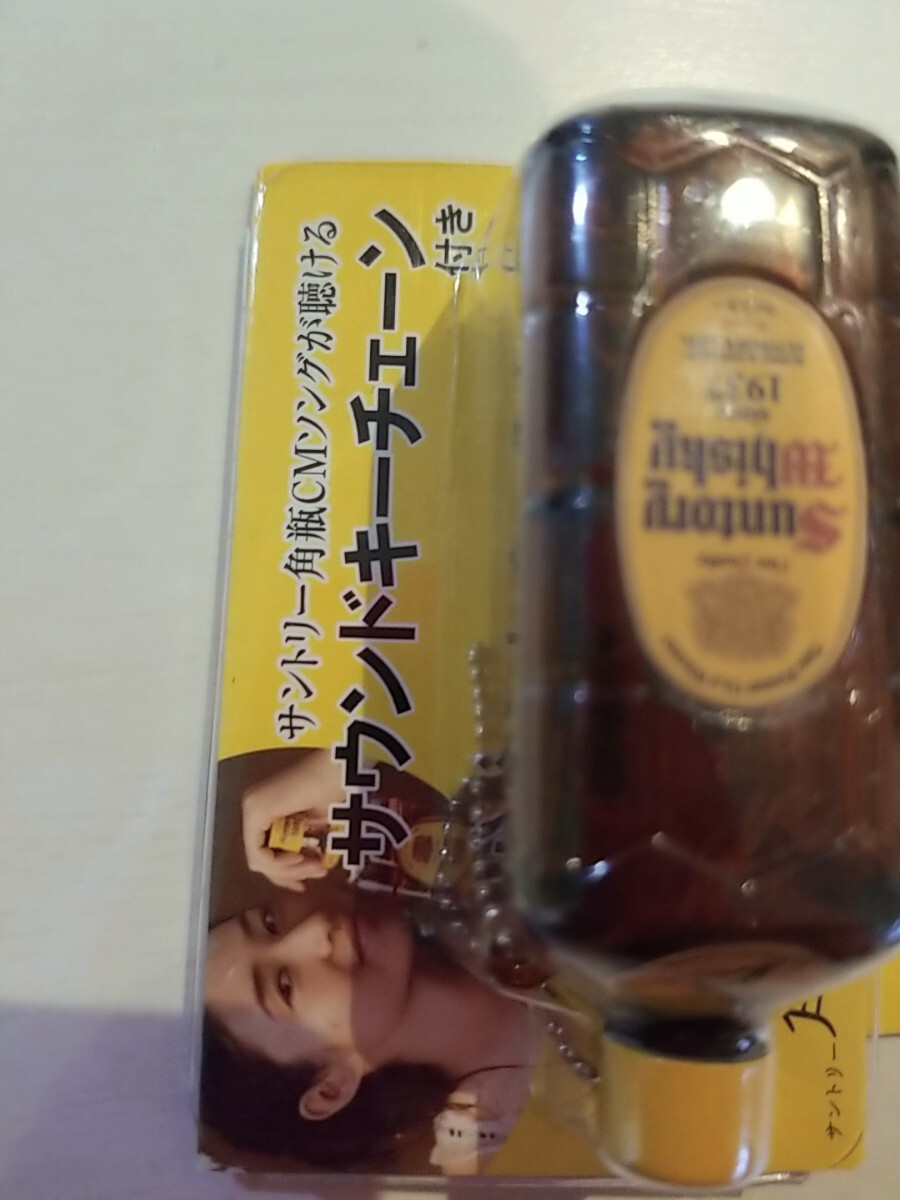 サントリー角瓶CMソングが聴ける
サウンドキーチェーン
付き
Suntory
Whisky
1937
サントリー